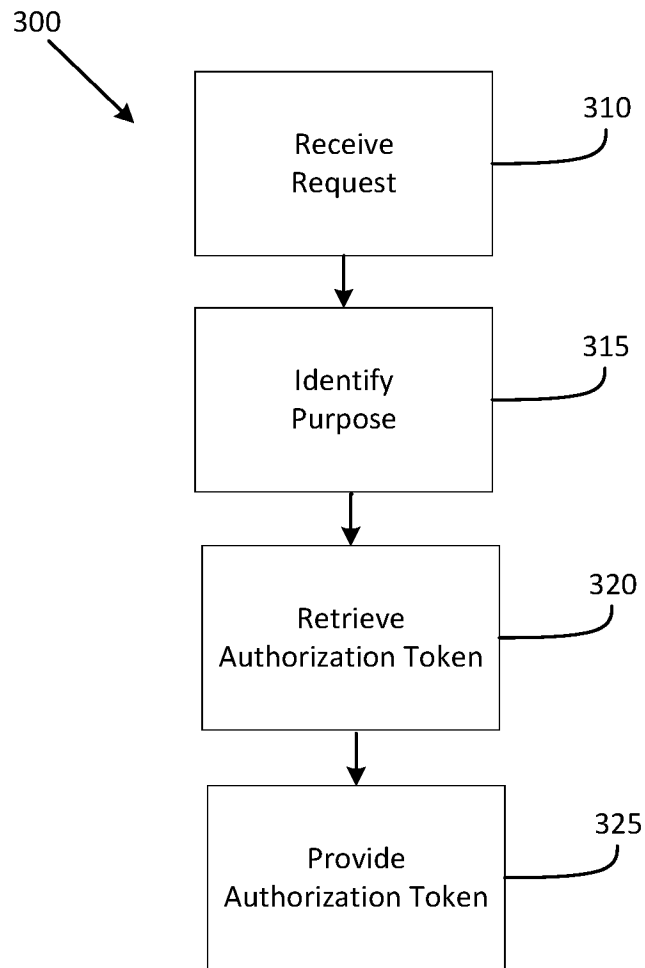 300
310
Receive
Request
315
Identify
Purpose
320
Retrieve
Authorization Token
325
Provide
Authorization Token